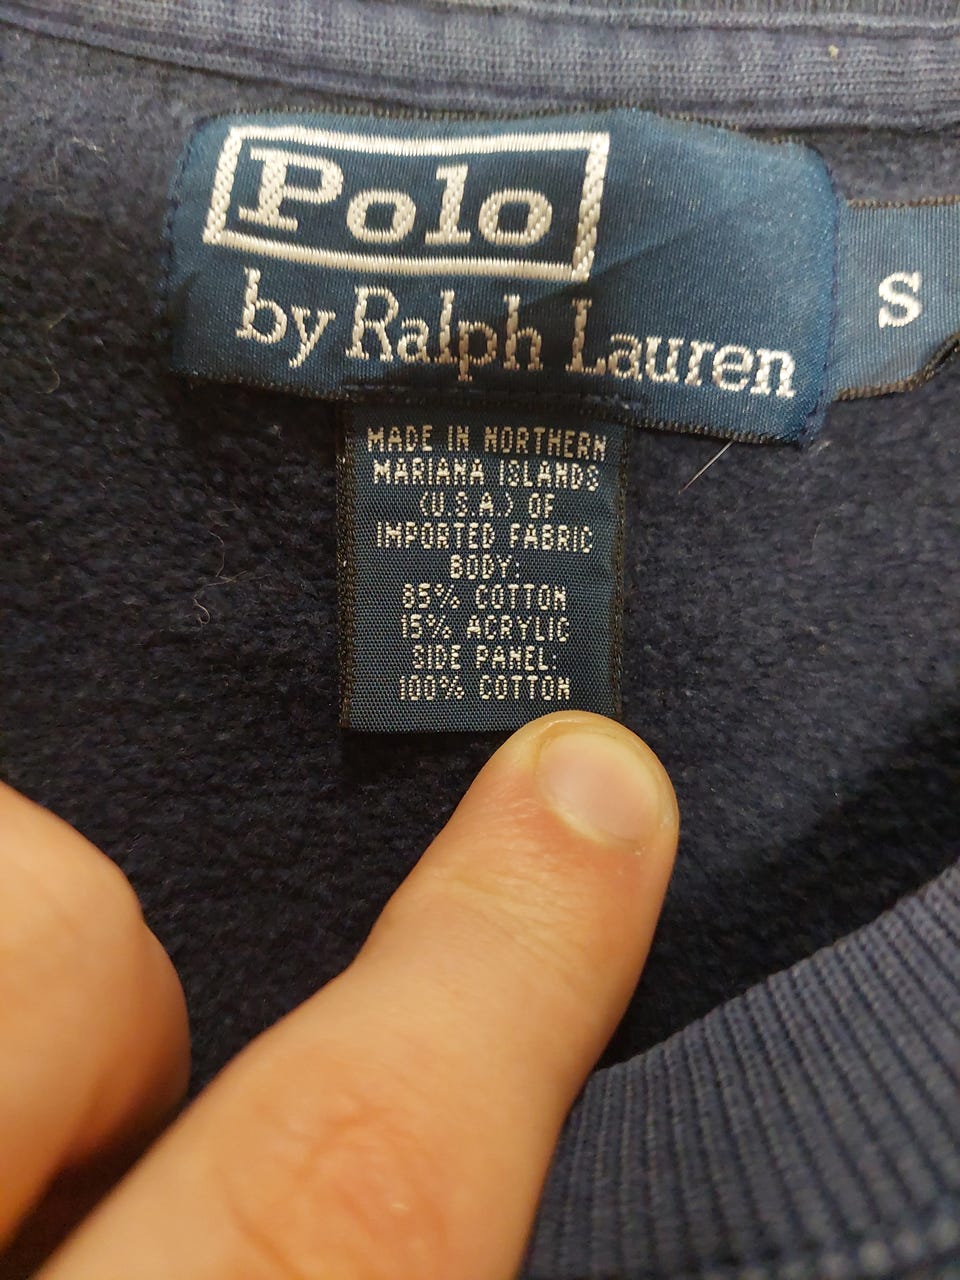 Polo
by Ralph Lauren
S
MADE IN NORTHERN
MARIANA ISLANDS
(U.S.A.) OF
IMPORTED FABRIC
BODY:
85% COTTON
15% ACRYLIC
SIDE PANEL:
100% COTTON